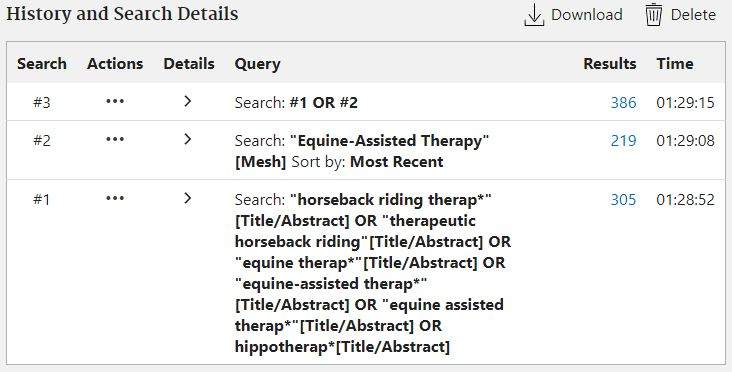 History and Search Details
Download
Delete
Search Actions Details Query Results Time
#3 ••• Search: #1 OR #2 386 01:29:15
#2 ••• Search: "Equine-Assisted Therapy" 219 01:29:08
[Mesh] Sort by: Most Recent
#1 ••• Search: "horseback riding therap*" 305 01:28:52
[Title/Abstract] OR "therapeutic
horseback riding"[Title/Abstract] OR
"equine therap*"[Title/Abstract] OR
"equine-assisted therap*"
[Title/Abstract] OR "equine assisted
therap*"[Title/Abstract] OR
hippotherap*[Title/Abstract]